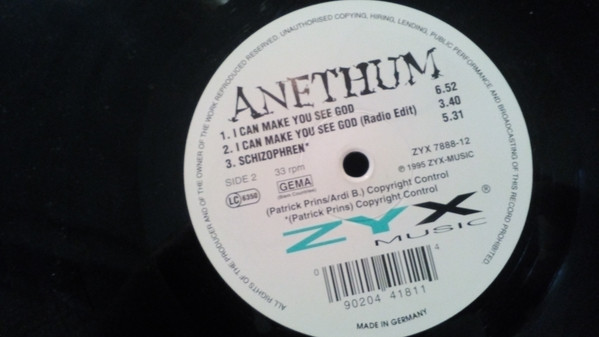 ALL RIGHTS OF THE PRODUCER AND OF THE OWNER OF THE WORK REPRODUCED RESERVED. UNAUTHORISED COPYING, HIRING, LENDING, PUBLIC PERFORMANCE AND BROADCASTING OF THIS RECORD PROHIBITED.
ANETHUM
1. I CAN MAKE YOU SEE GOD 6.52
2. I CAN MAKE YOU SEE GOD (Radio Edit) 3.40
3. SCHIZOPHREN* 5.31
ZYX 7888-12
SIDE 2 33 rpm ℗ 1995 ZYX-MUSIC
LC 6350 GEMA
(Patrick Prins/Ardi B.) Copyright Control
*(Patrick Prins) Copyright Control
ZYX ®
MUSIC
0 90204 41811 4
MADE IN GERMANY